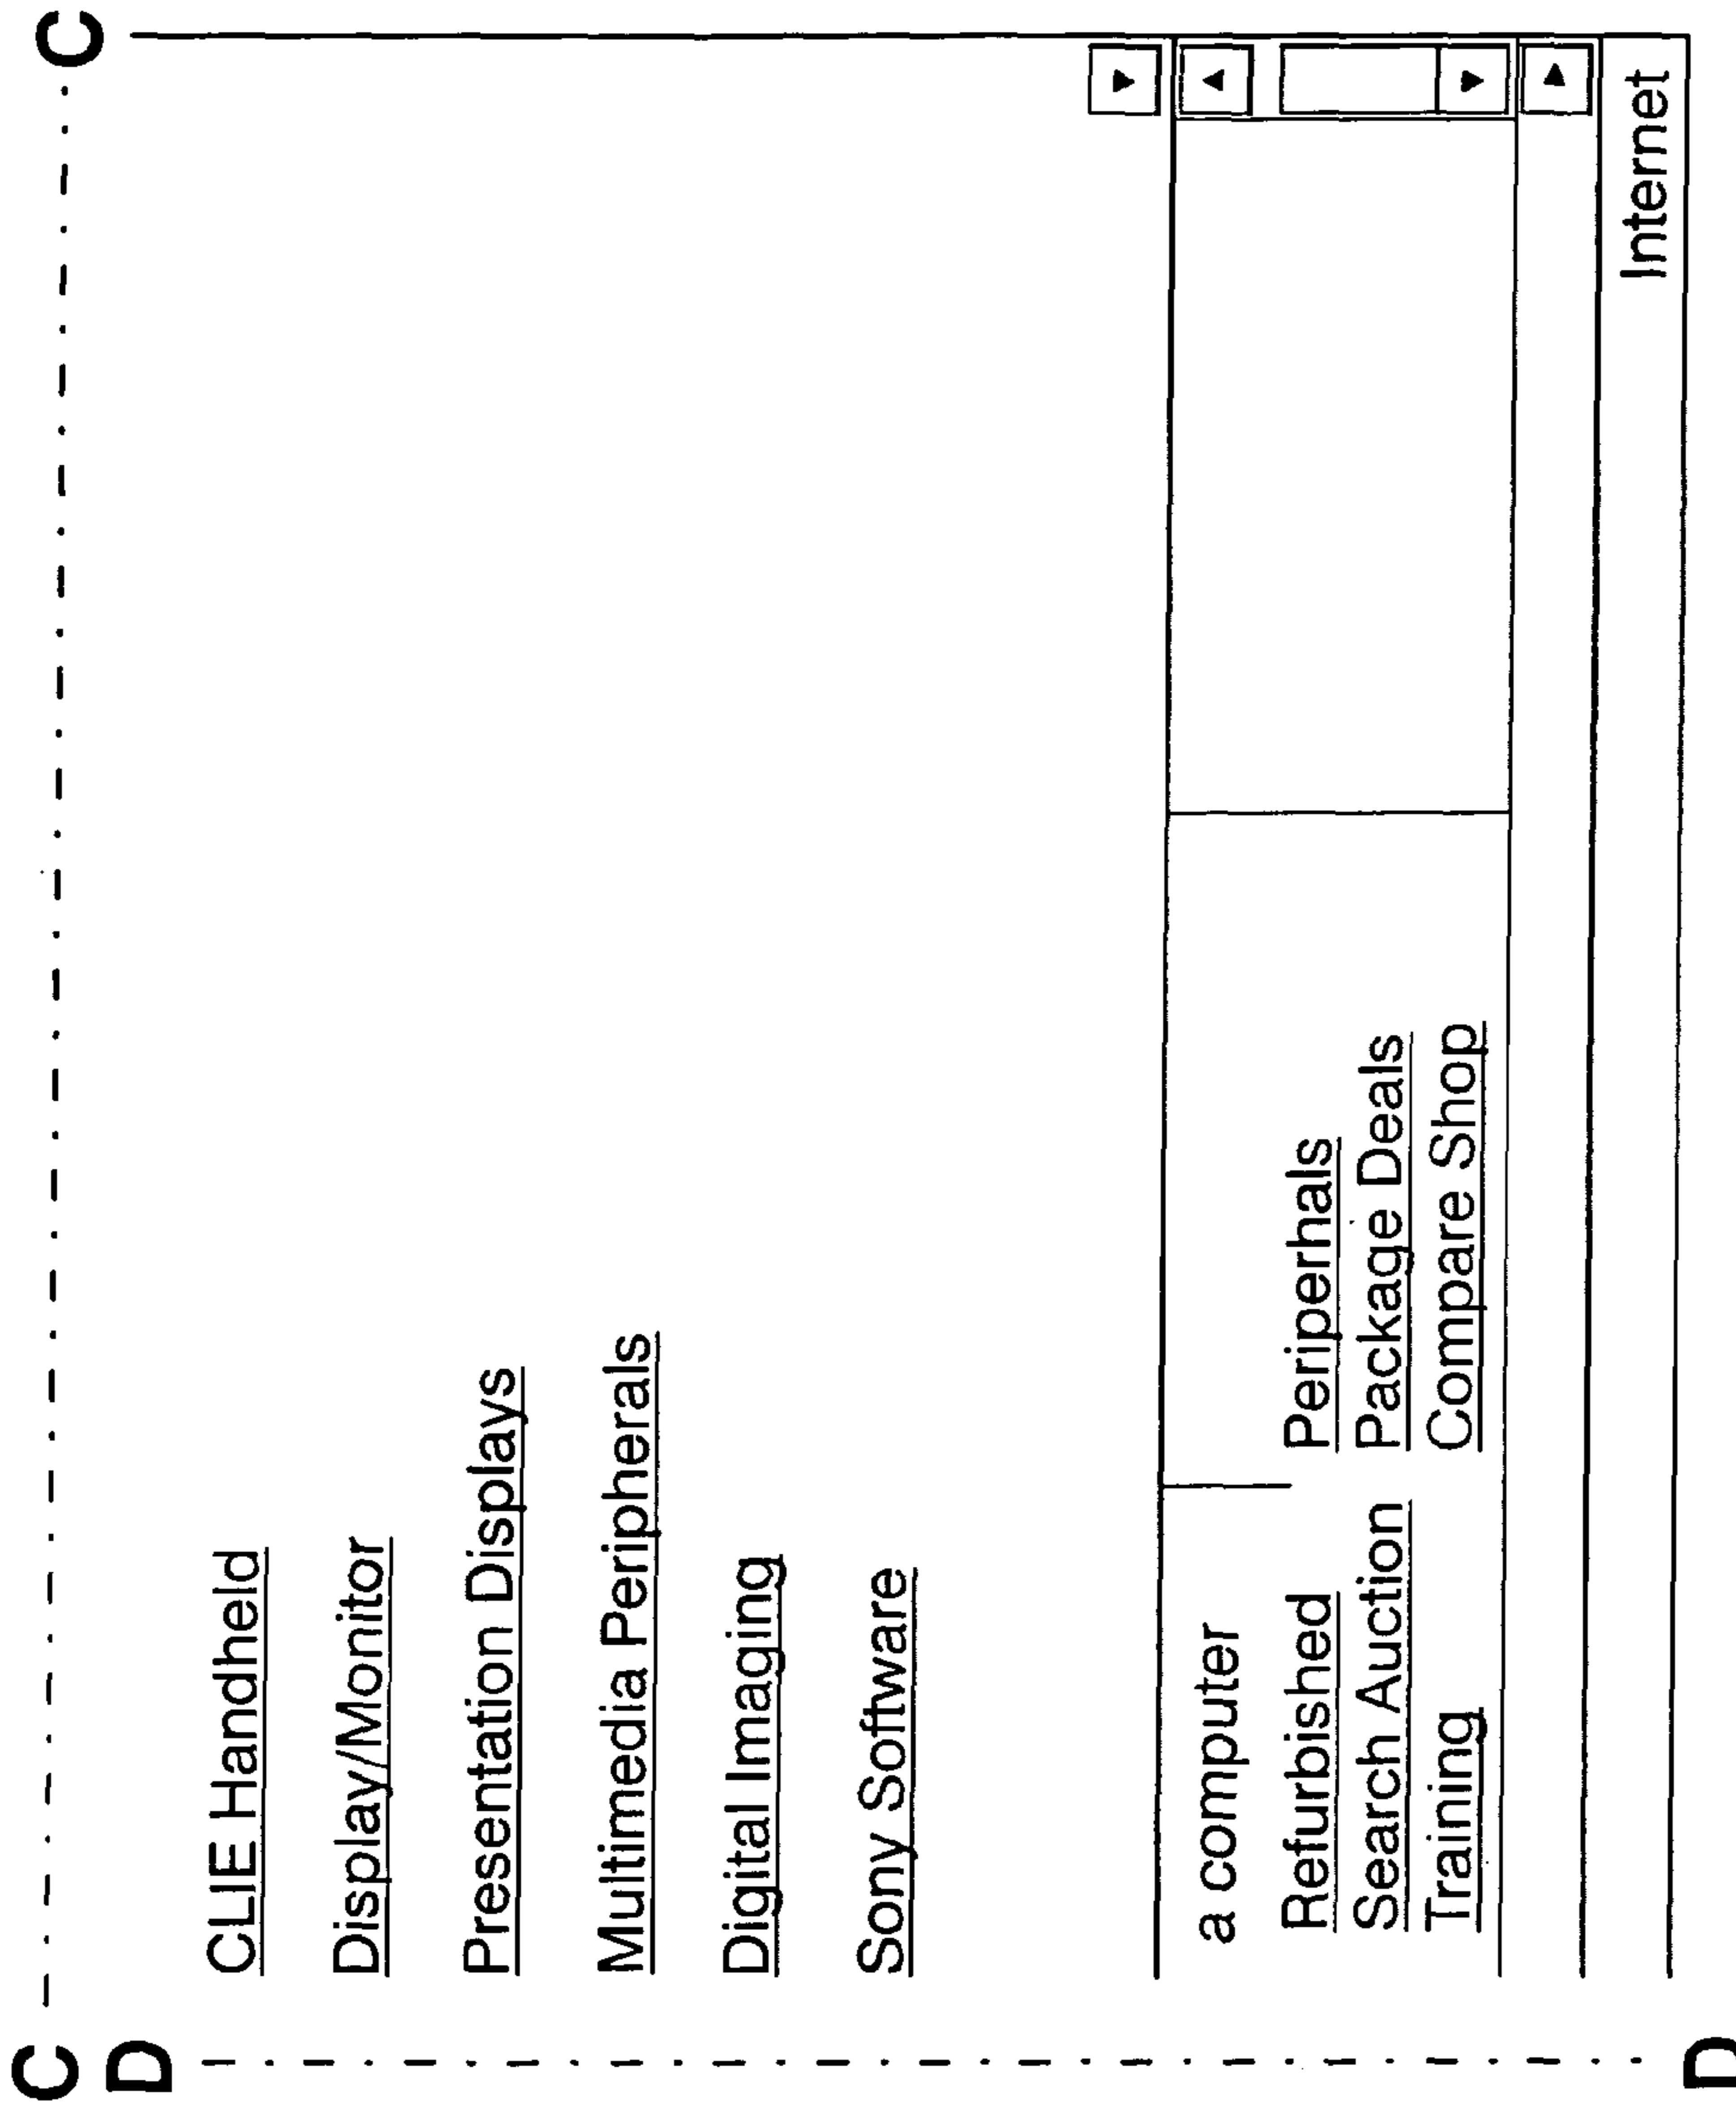 C C
D
CLIE Handheld
Display/Monitor
Presentation Displays
Multimedia Peripherals
Digital Imaging
Sony Software
a computer
Refurbished Periperhals
Search Auction Package Deals
Training Compare Shop
Internet
D